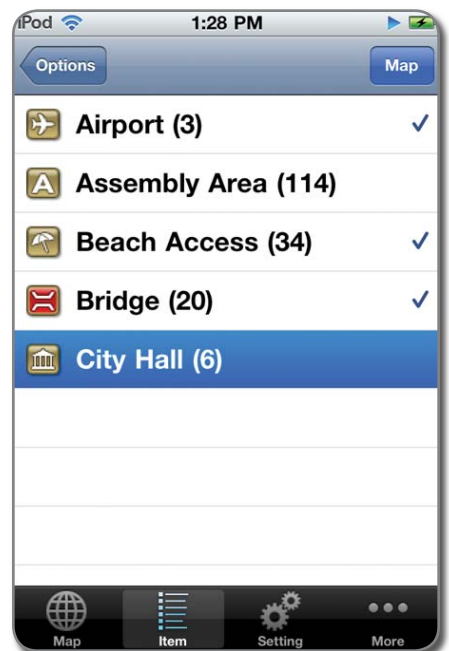 iPod 1:28 PM
Options Map
Airport (3)
A Assembly Area (114)
Beach Access (34)
Bridge (20)
City Hall (6)
Map Item Setting More